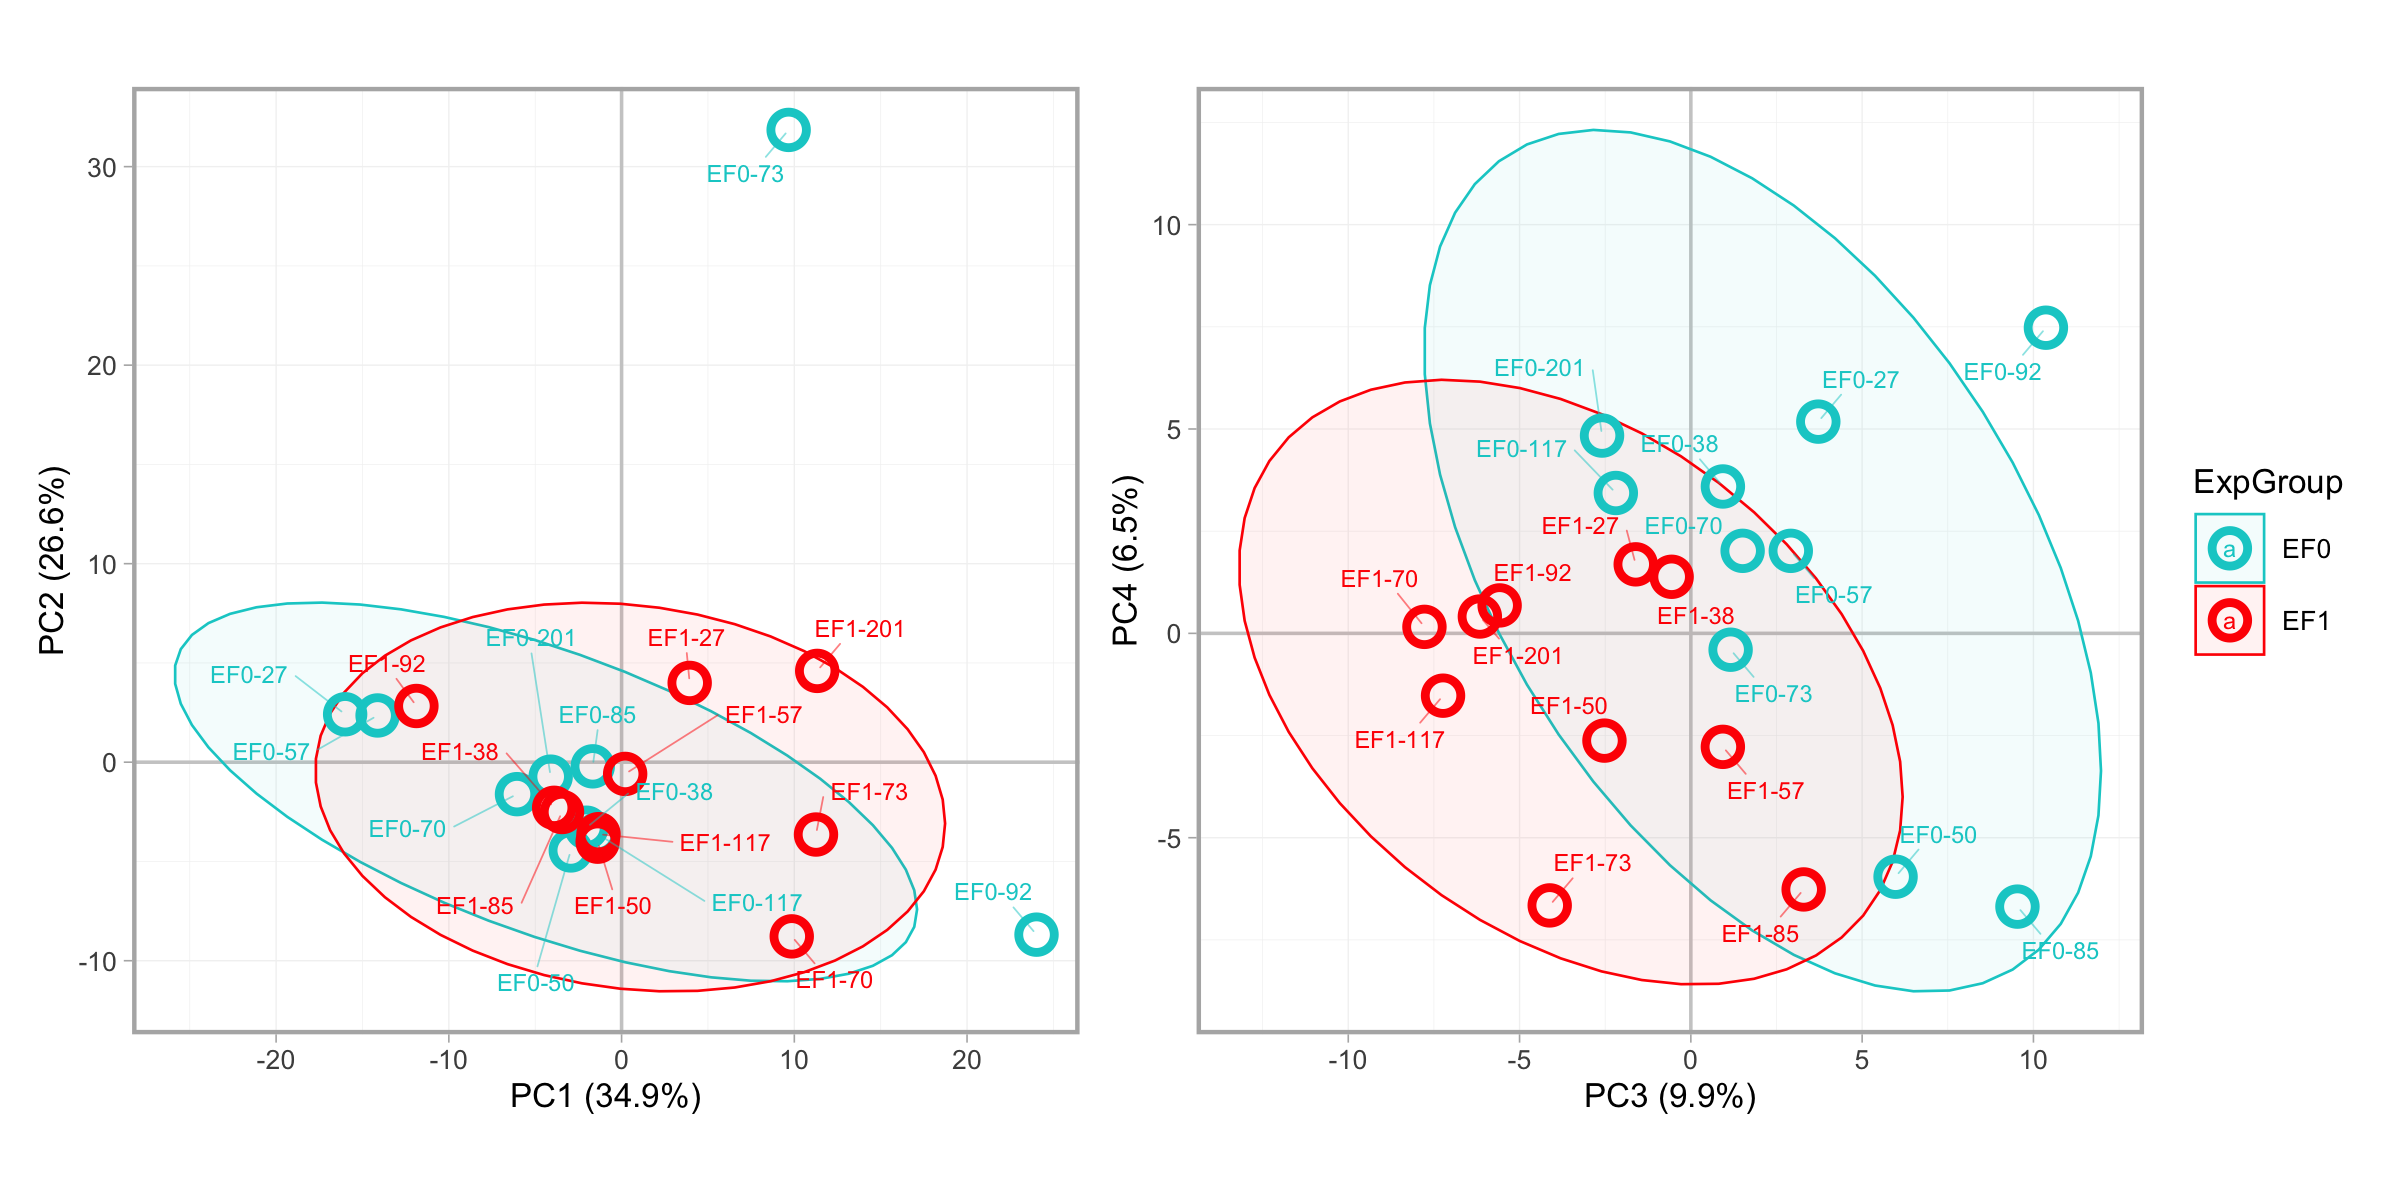 EF0-73
EF0-201
EF1-27
EF1-201
EF0-27
EF1-92
EF0-85
EF1-57
EF0-57
EF1-38
EF0-38
EF1-73
EF0-70
EF1-117
EF1-85
EF1-50
EF0-117
EF0-92
EF0-50
EF1-70
30
20
10
0
-10
-20
-10
0
10
20
PC2 (26.6%)
PC1 (34.9%)
EF0-201
EF0-27
EF0-92
EF0-117
EF0-38
EF1-27
EF0-70
EF1-70
EF1-92
EF0-57
EF1-38
EF1-201
EF0-73
EF1-50
EF1-117
EF1-57
EF0-50
EF1-73
EF1-85
EF0-85
10
5
0
-5
-10
-5
0
5
10
PC4 (6.5%)
PC3 (9.9%)
ExpGroup
a EF0
a EF1